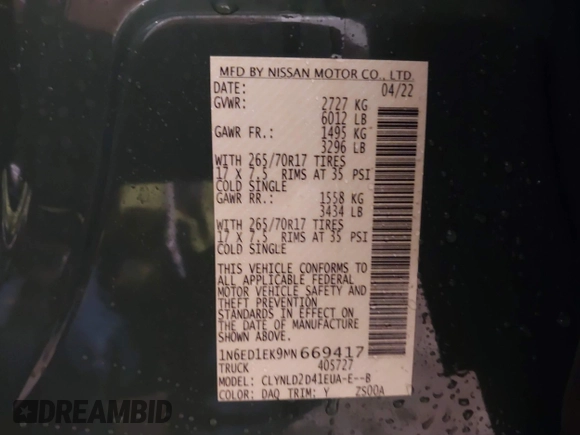 MFD BY NISSAN MOTOR CO., LTD.
DATE: 04/22
GVWR: 2727 KG
6012 LB
GAWR FR.: 1495 KG
3296 LB
WITH 265/70R17 TIRES
17 X 7.5 RIMS AT 35 PSI
COLD SINGLE
GAWR RR.: 1558 KG
3434 LB
WITH 265/70R17 TIRES
17 X 7.5 RIMS AT 35 PSI
COLD SINGLE
THIS VEHICLE CONFORMS TO
ALL APPLICABLE FEDERAL
MOTOR VEHICLE SAFETY AND
THEFT PREVENTION
STANDARDS IN EFFECT ON
THE DATE OF MANUFACTURE
SHOWN ABOVE.
1N6ED1EK9MN669417
TRUCK 405727
MODEL: CLYNLD2D41EUA-E--B
COLOR: DAQ TRIM: Y ZS00A
DREAMBID